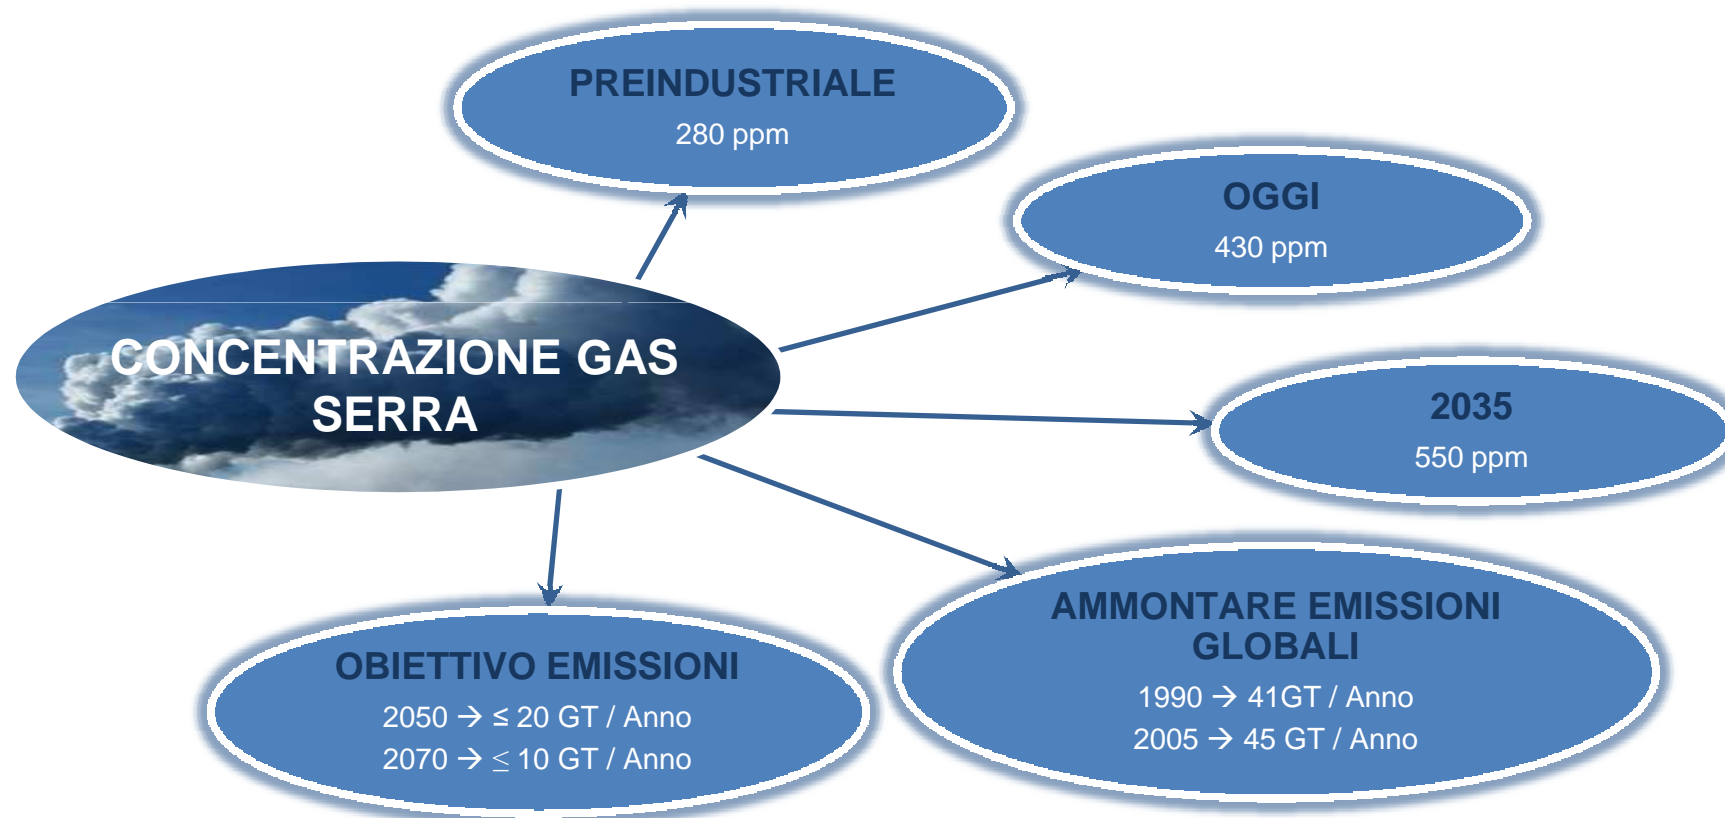 PREINDUSTRIALE
280 ppm
OGGI
430 ppm
CONCENTRAZIONE GAS
SERRA
2035
550 ppm
AMMONTARE EMISSIONI
GLOBALI
1990 → 41GT / Anno
2005 → 45 GT / Anno
OBIETTIVO EMISSIONI
2050 → ≤ 20 GT / Anno
2070 → ≤ 10 GT / Anno